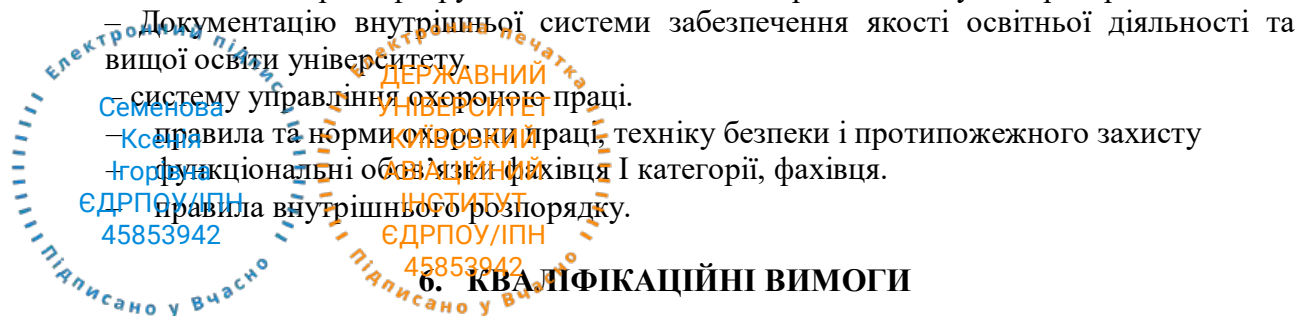 – Документацію внутрішньої системи забезпечення якості освітньої діяльності та
вищої освіти університету.
– систему управління охороною праці.
– правила та норми охорони праці, техніку безпеки і протипожежного захисту
– функціональні обов’язки фахівця І категорії, фахівця.
– правила внутрішнього розпорядку.
Електронний підпис
Семенова
Ксенія
Ігорівна
ЄДРПОУ/ІПН
45853942
Підписано у Вчасно
Електронна печатка
ДЕРЖАВНИЙ
УНІВЕРСИТЕТ
КИЇВСЬКИЙ
АВІАЦІЙНИЙ
ІНСТИТУТ
ЄДРПОУ/ІПН
45853942
Підписано у Вчасно
6. КВАЛІФІКАЦІЙНІ ВИМОГИ